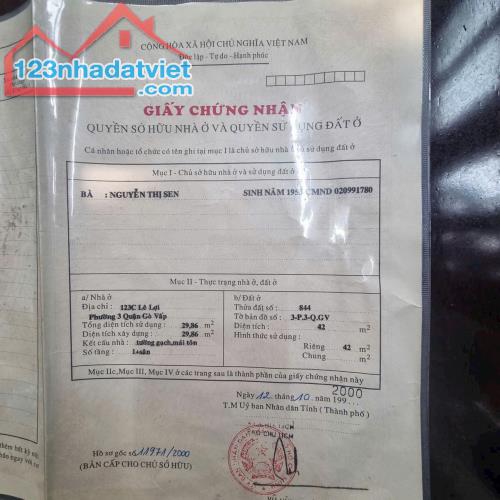 CỘNG HÒA XÃ HỘI CHỦ NGHĨA VIỆT NAM
Độc lập - Tự do - Hạnh phúc
123nhadatviet
.com
GIẤY CHỨNG NHẬN
QUYỀN SỞ HỮU NHÀ Ở VÀ QUYỀN SỬ DỤNG ĐẤT Ở
Cá nhân hoặc tổ chức có tên ghi tại mục I là chủ sở hữu nhà ở, sử dụng đất ở
Mục I - Chủ sở hữu nhà ở và sử dụng đất ở
BÀ : NGUYỄN THỊ SEN SINH NĂM CMND 020991780
Mục II - Thực trạng nhà ở, đất ở
a/ Nhà ở
Địa chỉ : 123C Lê Lợi
Phường 3 Quận Gò Vấp
Tổng diện tích sử dụng : 29,86 m2
Diện tích xây dựng : 29,86 m2
Kết cấu nhà : tường gạch,mái tôn
Số tầng : 1+sân
b/ Đất ở
Thửa đất số : 844
Tờ bản đồ số : 3-P.3-Q.GV
Diện tích : 42 m2
Hình thức sử dụng :
Riêng : 42 m2
Chung : m2
Mục IIc, Mục III, Mục IV ở các trang sau là thành phần của giấy chứng nhận này
2000
Ngày 12 tháng 10 năm 199...
T.M Uỷ ban Nhân dân Tỉnh ( Thành phố )
CHỦ TỊCH
Hồ sơ gốc số 11971/2000
(BẢN CẤP CHO CHỦ SỞ HỮU)